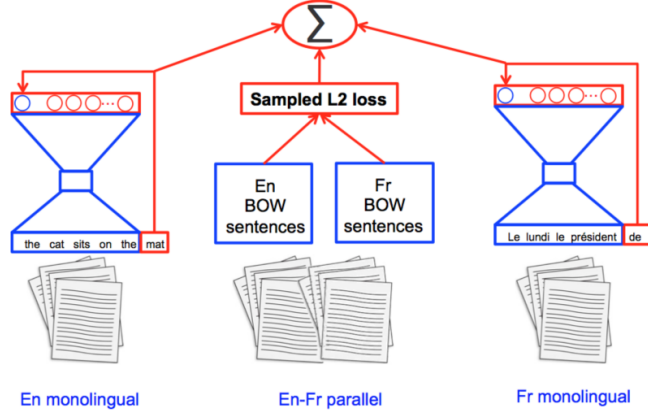 Σ
Sampled L2 loss
En
BOW
sentences
Fr
BOW
sentences
the cat sits on the mat
Le lundi le président de
En monolingual
En-Fr parallel
Fr monolingual